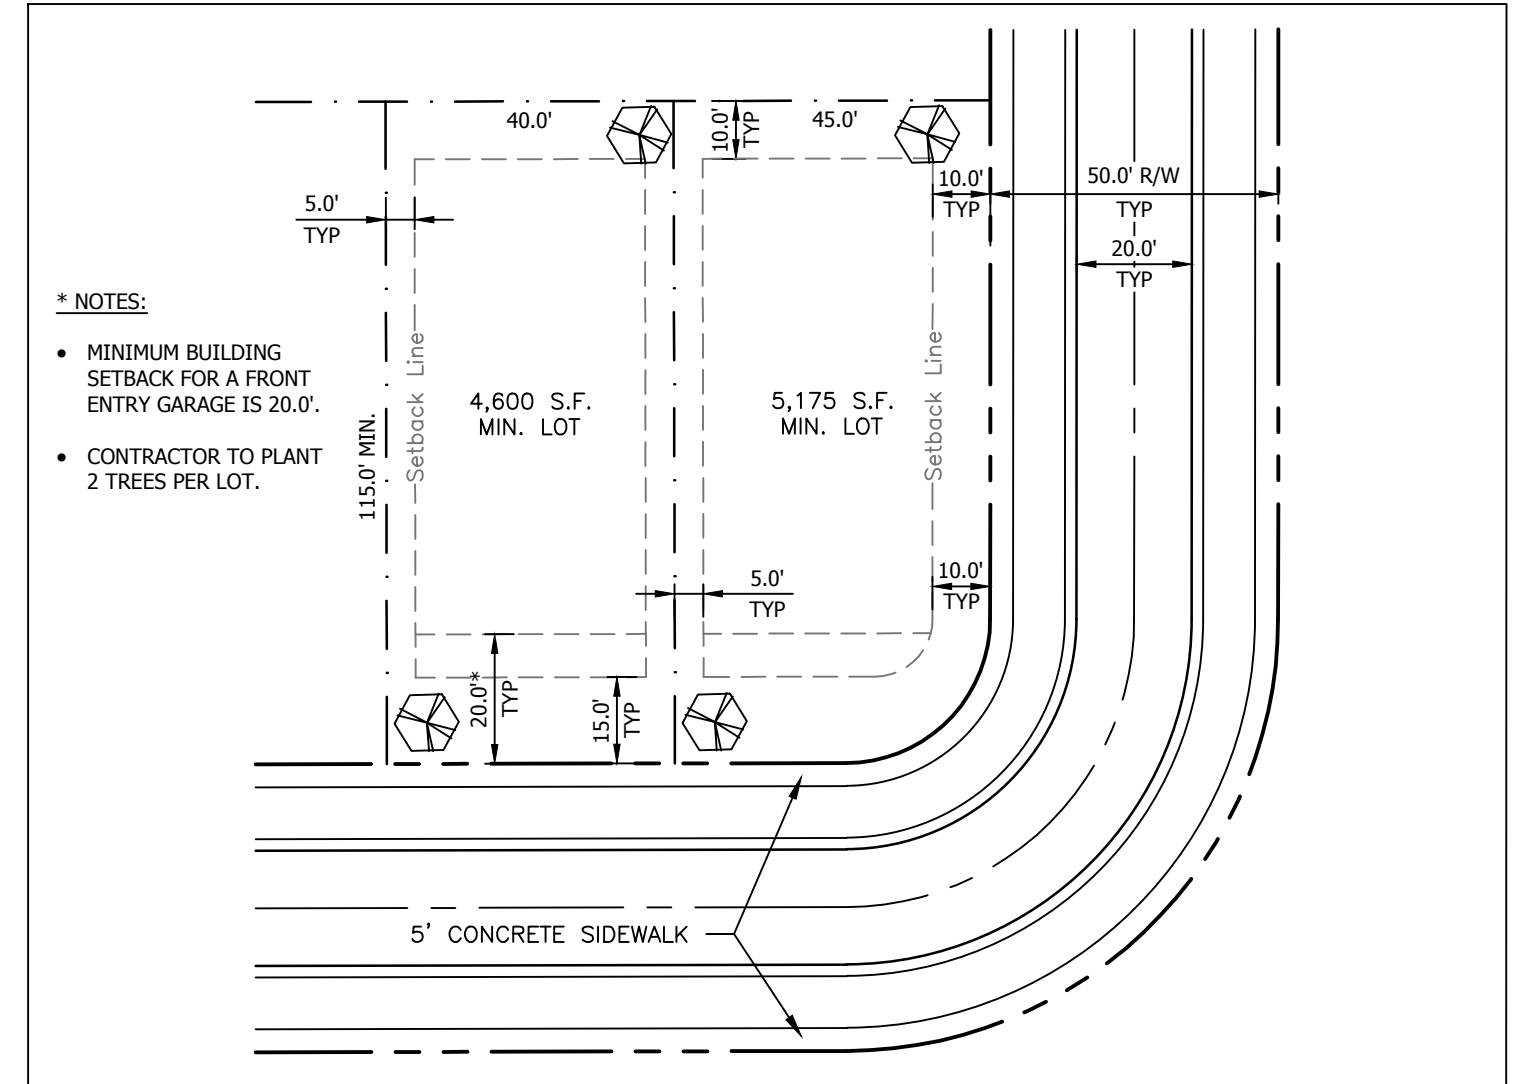 40.0'
10.0'
TYP
45.0'
10.0'
TYP
50.0' R/W
TYP
5.0'
TYP
20.0'
TYP
* NOTES:
• MINIMUM BUILDING
SETBACK FOR A FRONT
ENTRY GARAGE IS 20.0'.
• CONTRACTOR TO PLANT
2 TREES PER LOT.
115.0' MIN.
Setback Line
4,600 S.F.
MIN. LOT
5,175 S.F.
MIN. LOT
Setback Line
5.0'
TYP
10.0'
TYP
20.0'*
TYP
15.0'
TYP
5' CONCRETE SIDEWALK